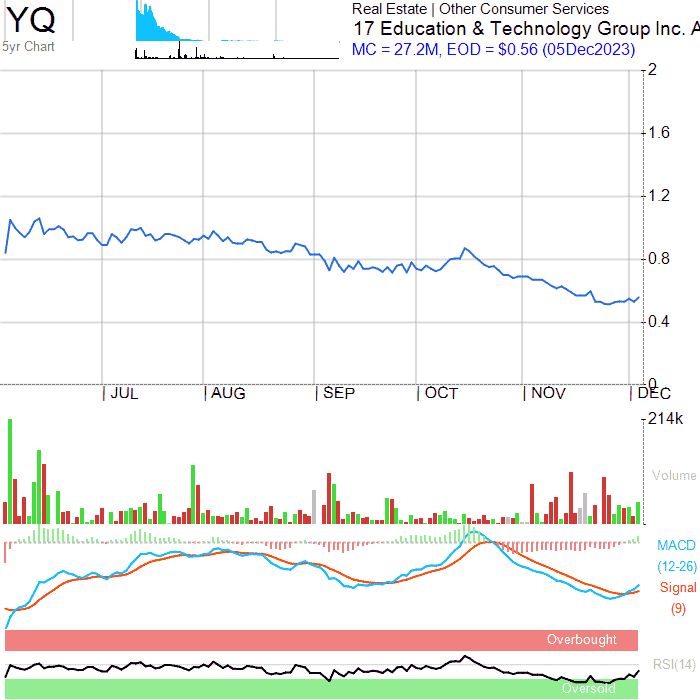 YQ
5yr Chart
Real Estate | Other Consumer Services
17 Education & Technology Group Inc. A
MC = 27.2M, EOD = $0.56 (05Dec2023)
2
1.6
1.2
0.8
0.4
0
JUL AUG SEP OCT NOV DEC
214k
Volume
MACD
(12-26)
Signal
(9)
Overbought
RSI(14)
Oversold